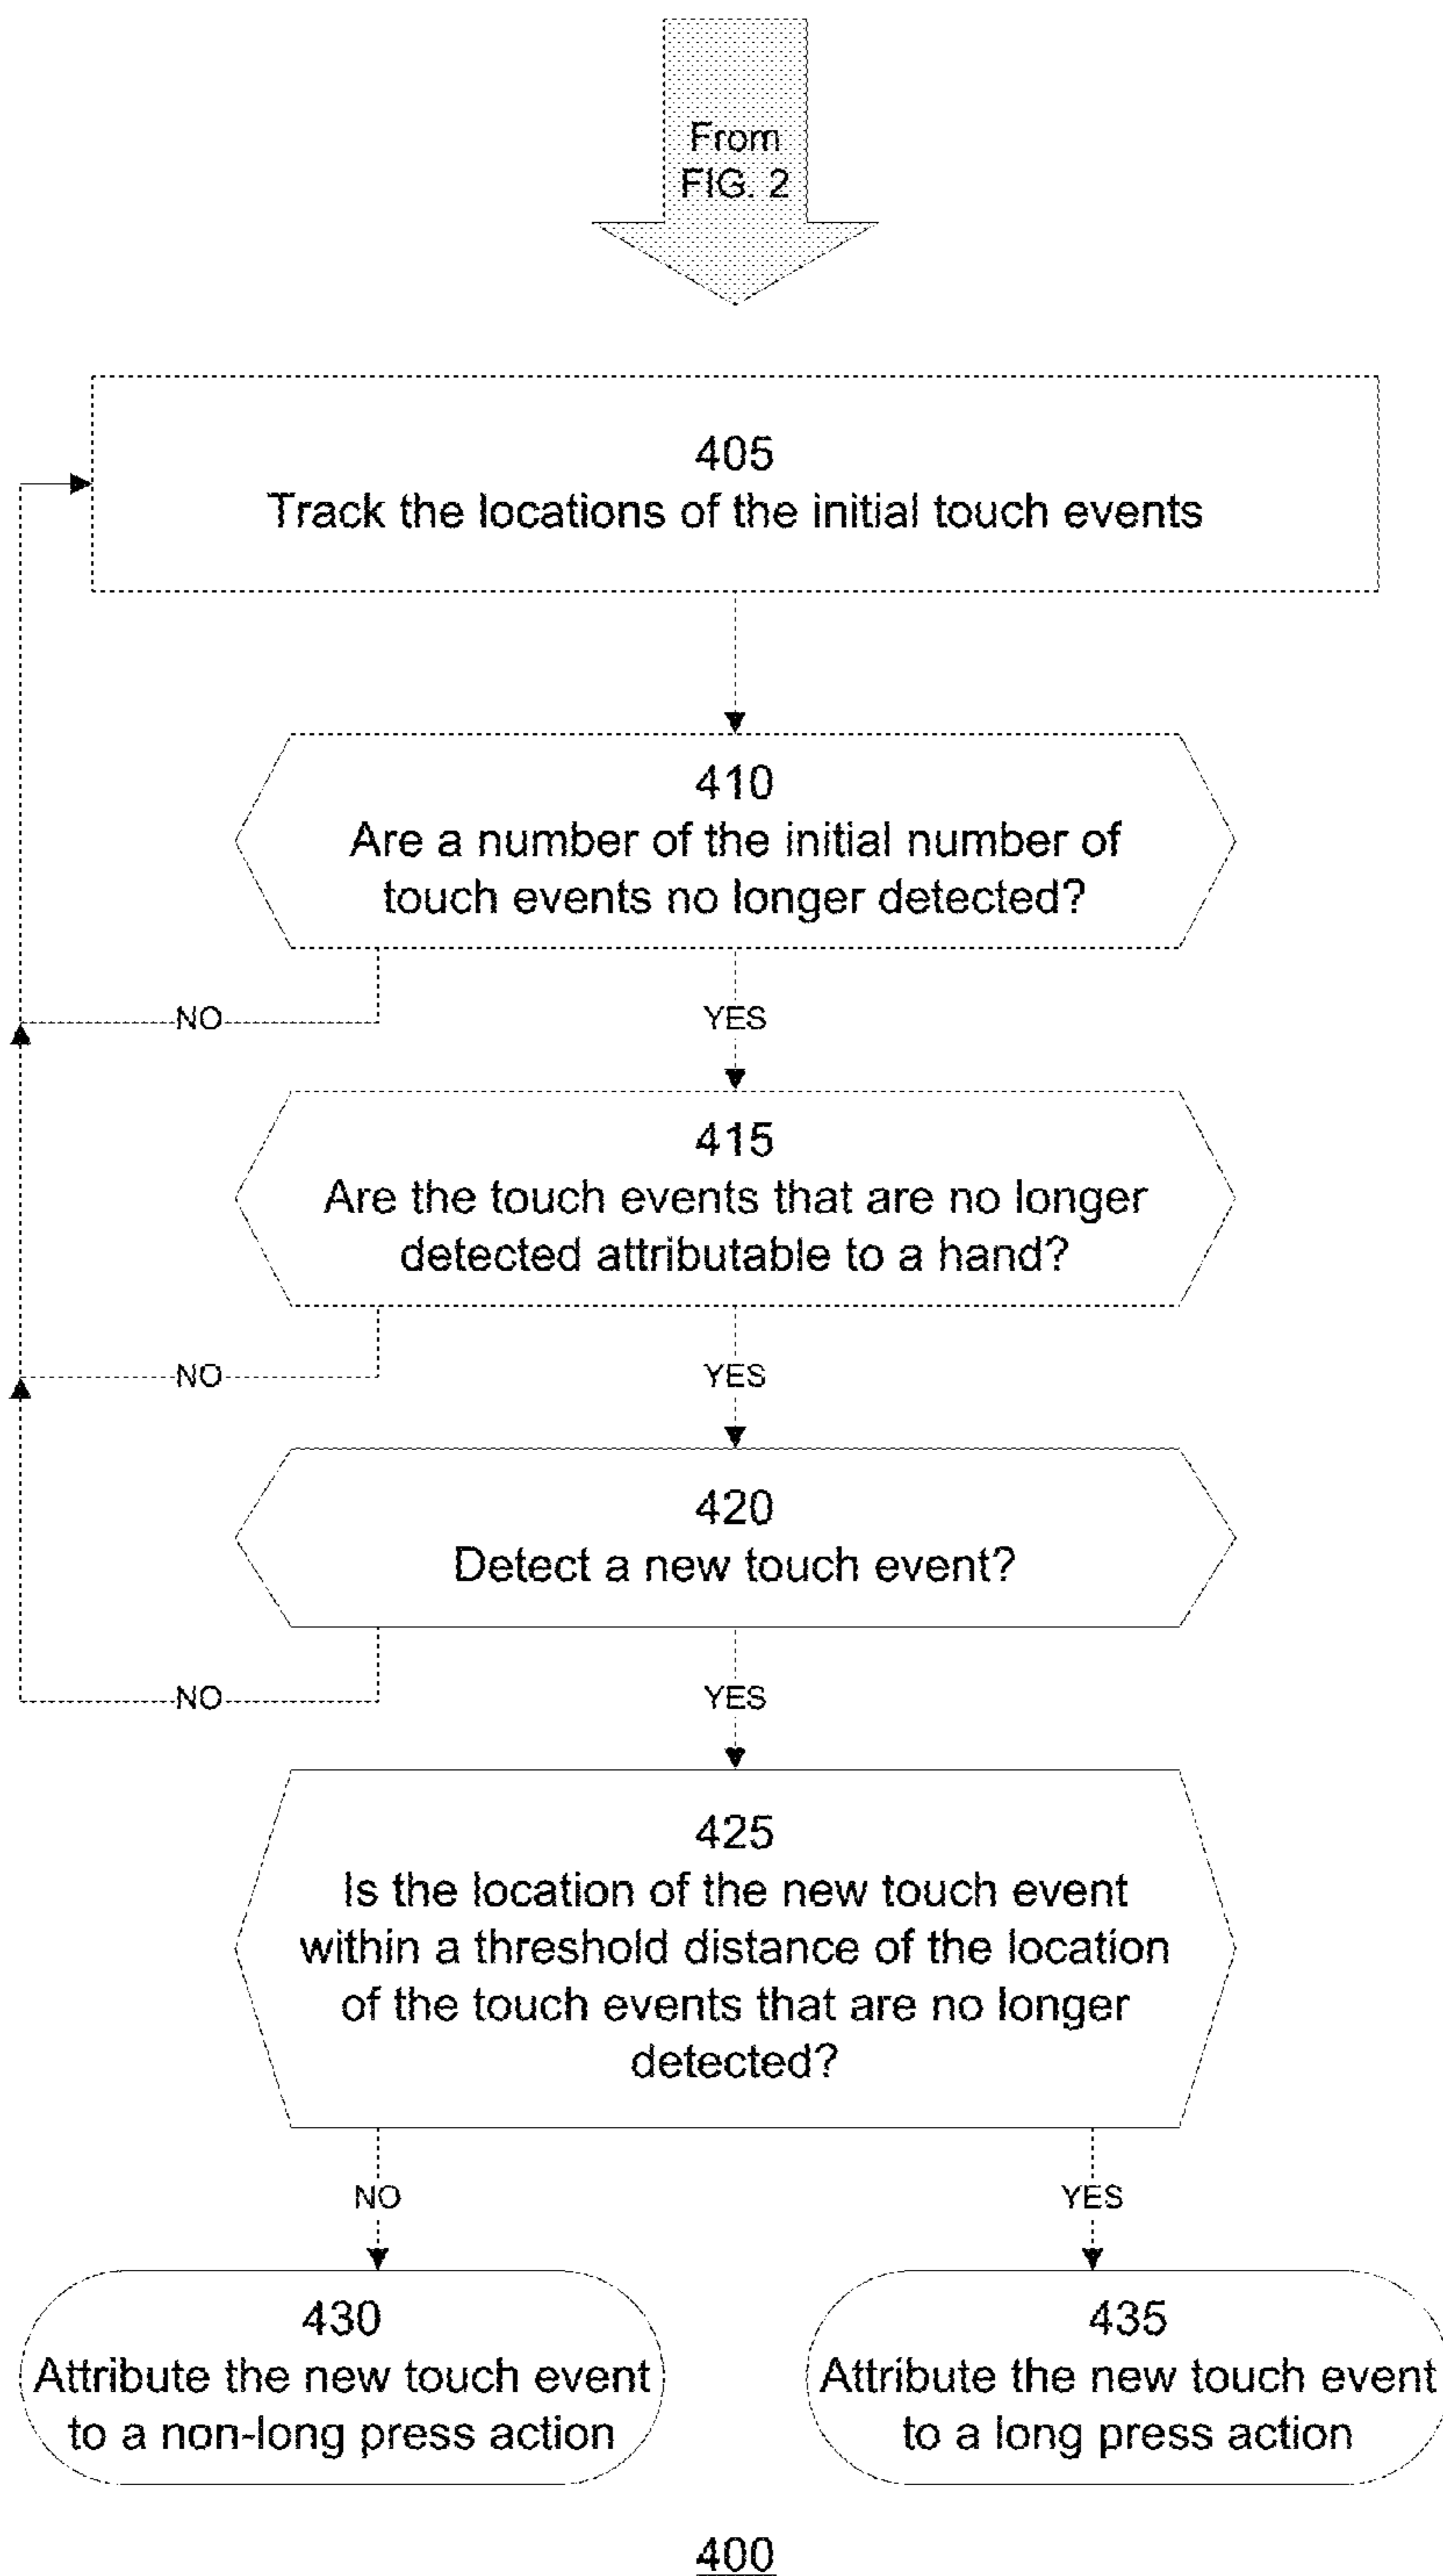 From
FIG. 2
405
Track the locations of the initial touch events
410
Are a number of the initial number of
touch events no longer detected?
NO
YES
415
Are the touch events that are no longer
detected attributable to a hand?
NO
YES
420
Detect a new touch event?
NO
YES
425
Is the location of the new touch event
within a threshold distance of the location
of the touch events that are no longer
detected?
NO
YES
430
Attribute the new touch event
to a non-long press action
435
Attribute the new touch event
to a long press action
400